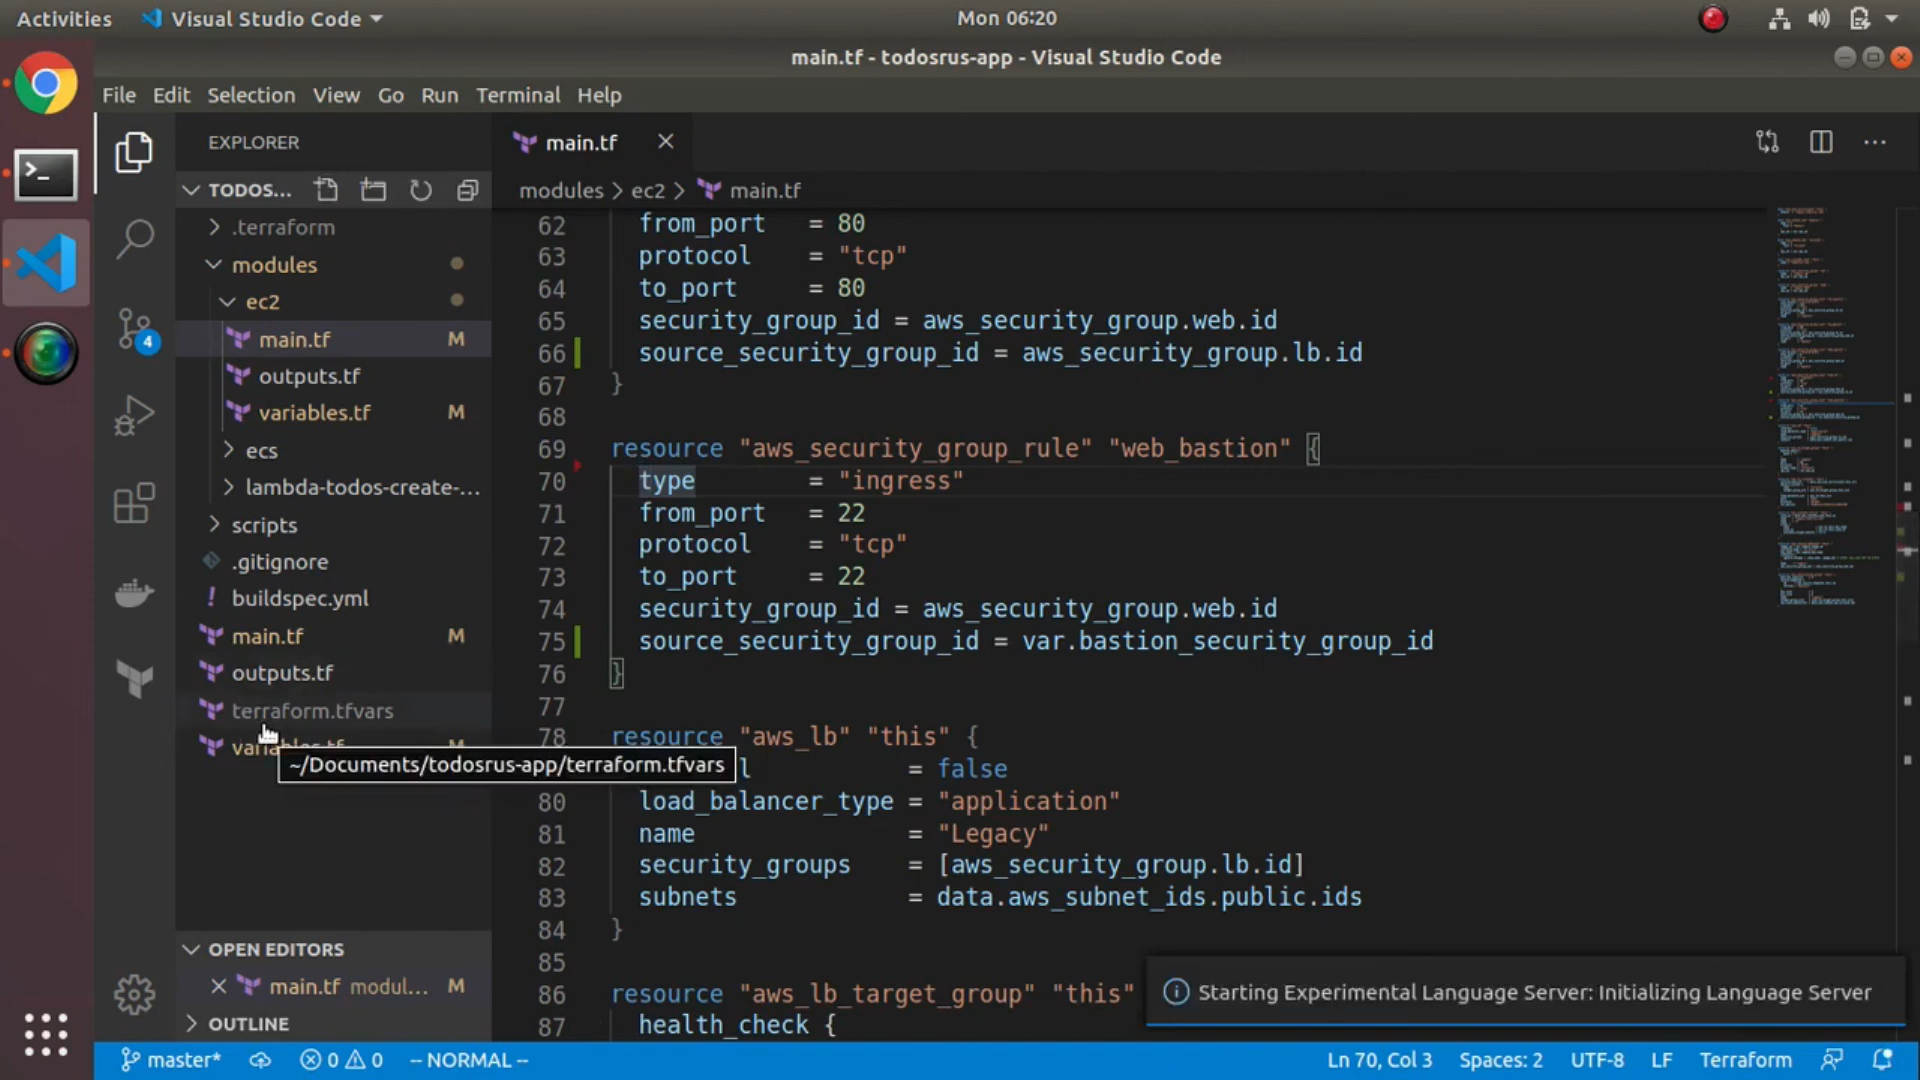 Activities Visual Studio Code Mon 06:20
main.tf - todosrus-app - Visual Studio Code
File Edit Selection View Go Run Terminal Help
EXPLORER
main.tf
TODOS...
modules > ec2 > main.tf
.terraform
modules
ec2
main.tf M
outputs.tf
variables.tf M
ecs
lambda-todos-create-...
scripts
.gitignore
! buildspec.yml
main.tf M
outputs.tf
terraform.tfvars
~/Documents/todosrus-app/terraform.tfvars
4
62 from_port = 80
63 protocol = "tcp"
64 to_port = 80
65 security_group_id = aws_security_group.web.id
66 source_security_group_id = aws_security_group.lb.id
67 }
68
69 resource "aws_security_group_rule" "web_bastion" {
70 type = "ingress"
71 from_port = 22
72 protocol = "tcp"
73 to_port = 22
74 security_group_id = aws_security_group.web.id
75 source_security_group_id = var.bastion_security_group_id
76 }
77
78 resource "aws_lb" "this" {
l = false
80 load_balancer_type = "application"
81 name = "Legacy"
82 security_groups = [aws_security_group.lb.id]
83 subnets = data.aws_subnet_ids.public.ids
84 }
85
86 resource "aws_lb_target_group" "this"
87 health_check {
OPEN EDITORS
main.tf modul... M
OUTLINE
Starting Experimental Language Server: Initializing Language Server
master* 0 0 -- NORMAL -- Ln 70, Col 3 Spaces: 2 UTF-8 LF Terraform